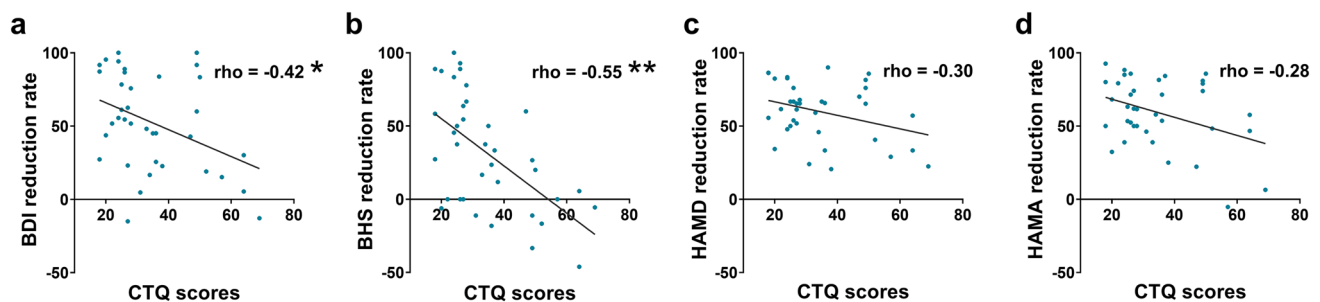 a
BDI reduction rate
100
50
0
-50
20 40 60 80
rho = -0.42 *
CTQ scores
b
BHS reduction rate
100
50
0
-50
20 40 60 80
rho = -0.55 **
CTQ scores
c
HAMD reduction rate
100
50
0
-50
20 40 60 80
rho = -0.30
CTQ scores
d
HAMA reduction rate
100
50
0
-50
20 40 60 80
rho = -0.28
CTQ scores